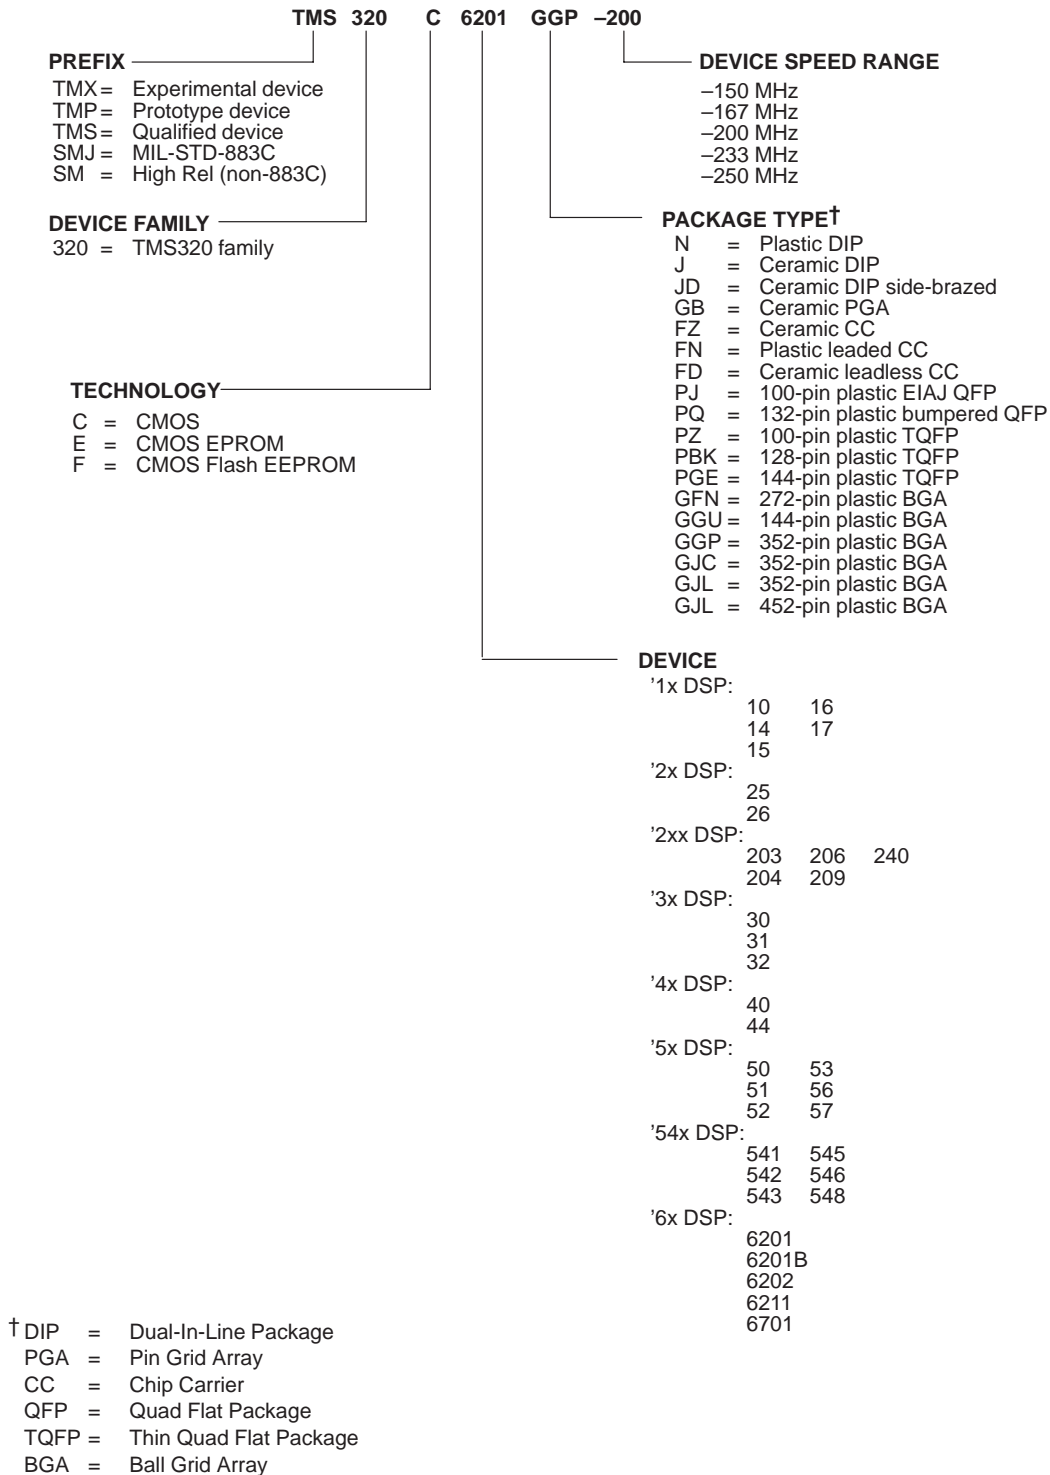 TMS 320 C 6201 GGP –200
PREFIX
TMX = Experimental device
TMP = Prototype device
TMS = Qualified device
SMJ = MIL-STD-883C
SM = High Rel (non-883C)
DEVICE FAMILY
320 = TMS320 family
TECHNOLOGY
C = CMOS
E = CMOS EPROM
F = CMOS Flash EEPROM
DEVICE SPEED RANGE
–150 MHz
–167 MHz
–200 MHz
–233 MHz
–250 MHz
PACKAGE TYPE†
N = Plastic DIP
J = Ceramic DIP
JD = Ceramic DIP side-brazed
GB = Ceramic PGA
FZ = Ceramic CC
FN = Plastic leaded CC
FD = Ceramic leadless CC
PJ = 100-pin plastic EIAJ QFP
PQ = 132-pin plastic bumpered QFP
PZ = 100-pin plastic TQFP
PBK = 128-pin plastic TQFP
PGE = 144-pin plastic TQFP
GFN = 272-pin plastic BGA
GGU = 144-pin plastic BGA
GGP = 352-pin plastic BGA
GJC = 352-pin plastic BGA
GJL = 352-pin plastic BGA
GJL = 452-pin plastic BGA
DEVICE
’1x DSP:
10 16
14 17
15
’2x DSP:
25
26
’2xx DSP:
203 206 240
204 209
’3x DSP:
30
31
32
’4x DSP:
40
44
’5x DSP:
50 53
51 56
52 57
’54x DSP:
541 545
542 546
543 548
’6x DSP:
6201
6201B
6202
6211
6701
† DIP = Dual-In-Line Package
PGA = Pin Grid Array
CC = Chip Carrier
QFP = Quad Flat Package
TQFP = Thin Quad Flat Package
BGA = Ball Grid Array